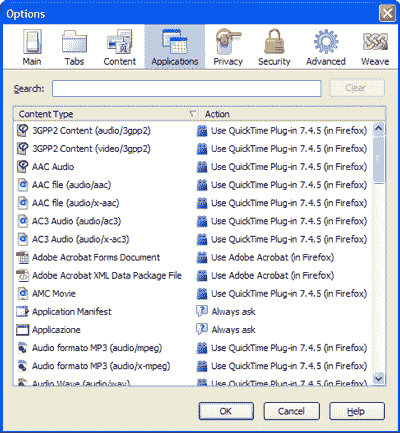 Options
Main Tabs Content Applications Privacy Security Advanced Weave
Search: Clear
Content Type Action
3GPP2 Content (audio/3gpp2) Use QuickTime Plug-in 7.4.5 (in Firefox)
3GPP2 Content (video/3gpp2) Use QuickTime Plug-in 7.4.5 (in Firefox)
AAC Audio Use QuickTime Plug-in 7.4.5 (in Firefox)
AAC file (audio/aac) Use QuickTime Plug-in 7.4.5 (in Firefox)
AAC file (audio/x-aac) Use QuickTime Plug-in 7.4.5 (in Firefox)
AC3 Audio (audio/ac3) Use QuickTime Plug-in 7.4.5 (in Firefox)
AC3 Audio (audio/x-ac3) Use QuickTime Plug-in 7.4.5 (in Firefox)
Adobe Acrobat Forms Document Use Adobe Acrobat (in Firefox)
Adobe Acrobat XML Data Package File Use Adobe Acrobat (in Firefox)
AMC Movie Use QuickTime Plug-in 7.4.5 (in Firefox)
Application Manifest Always ask
Applicazione Always ask
Audio formato MP3 (audio/mpeg) Use QuickTime Plug-in 7.4.5 (in Firefox)
Audio formato MP3 (audio/x-mpeg) Use QuickTime Plug-in 7.4.5 (in Firefox)
Audio Wave (audio/wav) Use QuickTime Plug-in 7.4.5 (in Firefox)
OK Cancel Help